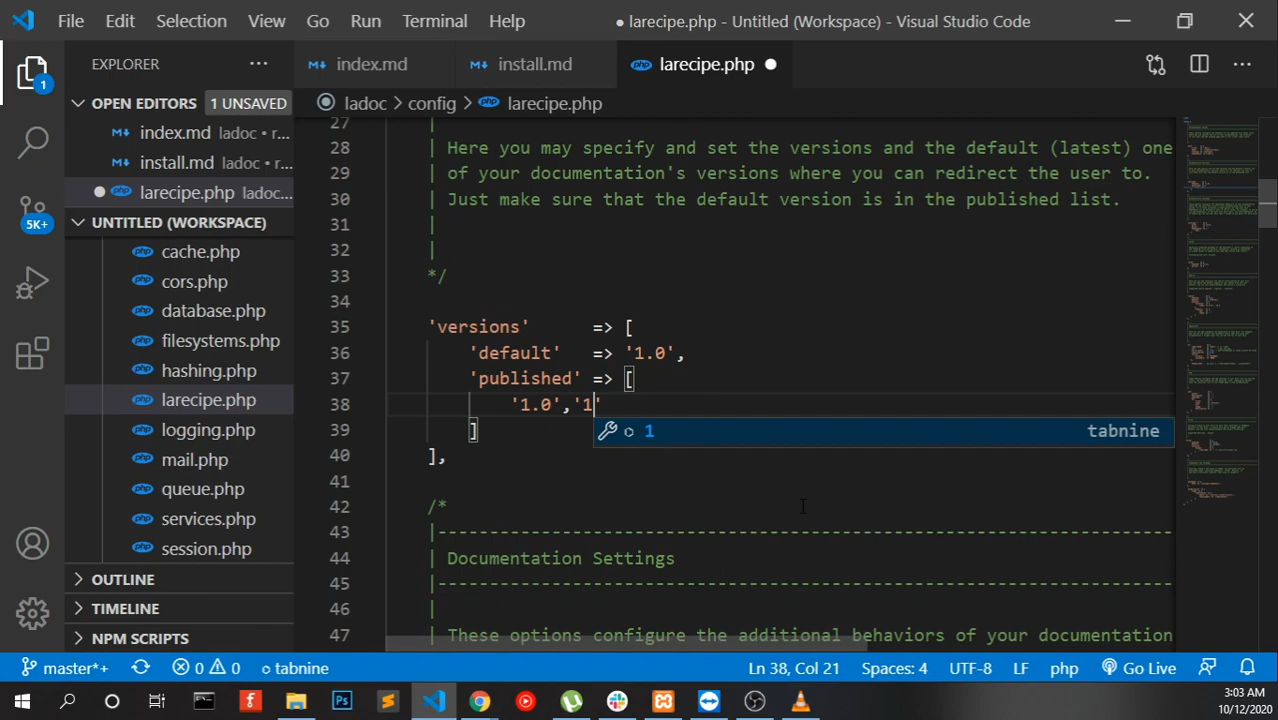 File Edit Selection View Go Run Terminal Help ● larecipe.php - Untitled (Workspace) - Visual Studio Code
EXPLORER
index.md install.md larecipe.php
OPEN EDITORS 1 UNSAVED
index.md ladoc • r...
install.md ladoc • r...
larecipe.php ladoc...
UNTITLED (WORKSPACE)
cache.php
cors.php
database.php
filesystems.php
hashing.php
larecipe.php
logging.php
mail.php
queue.php
services.php
session.php
OUTLINE
TIMELINE
NPM SCRIPTS
1
5K+
ladoc > config > larecipe.php
27 |
28 | Here you may specify and set the versions and the default (latest) one
29 | of your documentation's versions where you can redirect the user to.
30 | Just make sure that the default version is in the published list.
31 |
32 |
33 */
34
35 'versions' => [
36 'default' => '1.0',
37 'published' => [
38 '1.0','1'
1 tabnine
39 ]
40 ],
41
42 /*
43 |--------------------------------------------------------------------------
44 | Documentation Settings
45 |--------------------------------------------------------------------------
46 |
47 | These options configure the additional behaviors of your documentation
master*+ 0 0 tabnine Ln 38, Col 21 Spaces: 4 UTF-8 LF php Go Live
3:03 AM
10/12/2020